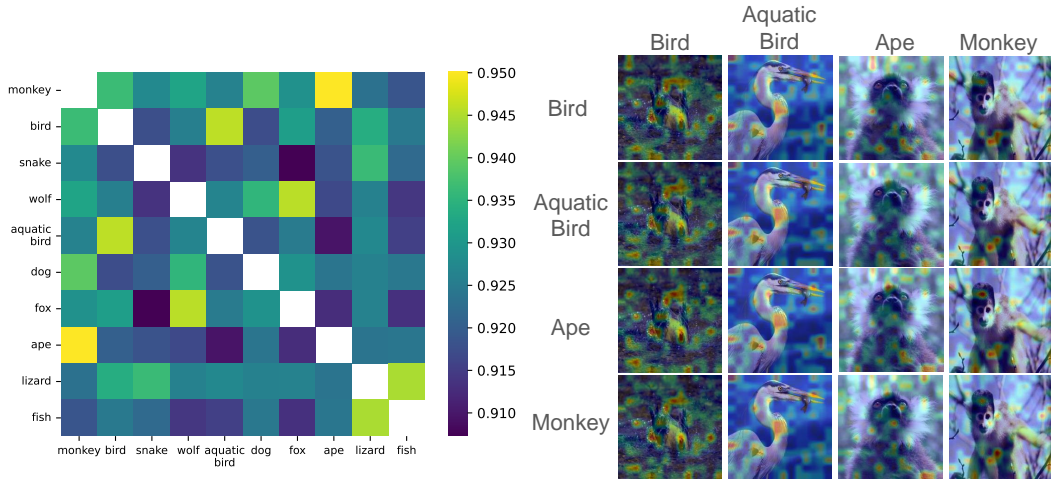 monkey
bird
snake
wolf
aquatic
bird
dog
fox
ape
lizard
fish
monkey bird snake wolf aquatic
bird dog fox ape lizard fish
0.950
0.945
0.940
0.935
0.930
0.925
0.920
0.915
0.910
Bird
Aquatic
Bird
Ape
Monkey
Bird
Aquatic
Bird
Ape
Monkey